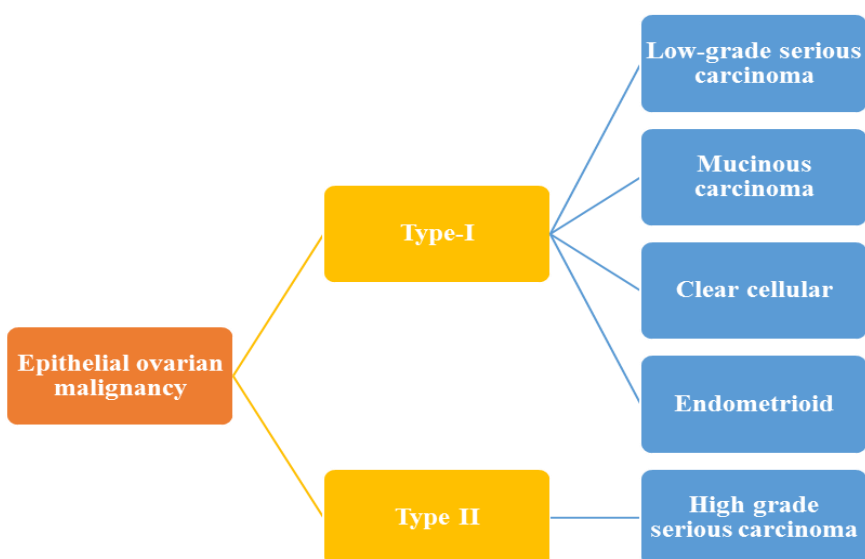 Low-grade serious
carcinoma
Mucinous
carcinoma
Type-I
Clear cellular
Epithelial ovarian
malignancy
Endometrioid
Type II
High grade
serious carcinoma